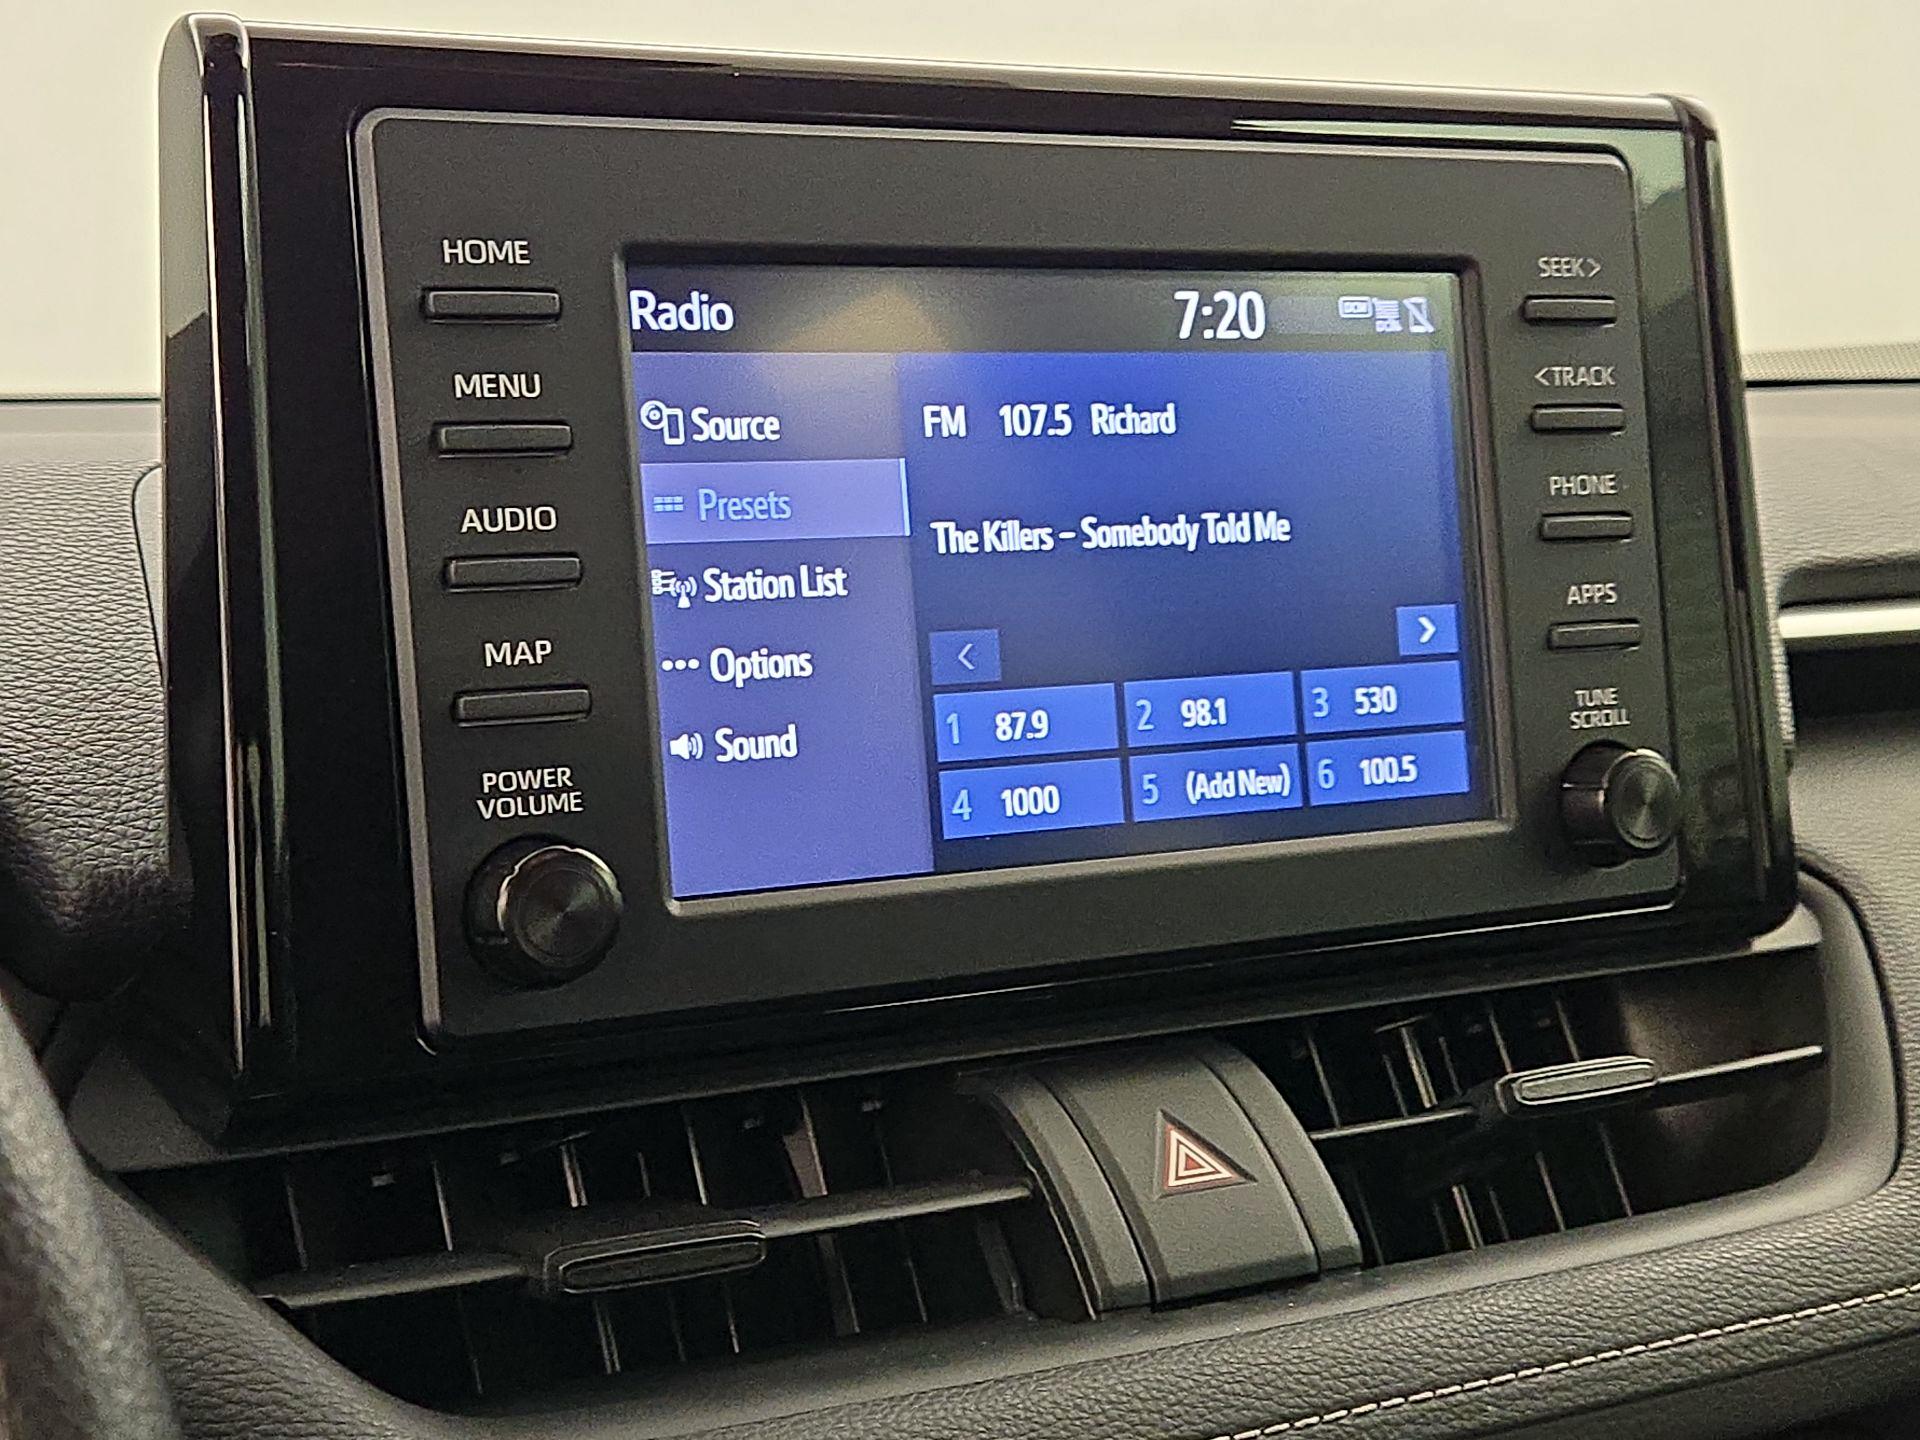 HOME
MENU
AUDIO
MAP
POWER
VOLUME
Radio
7:20
DCM
Source
Presets
Station List
Options
Sound
FM 107.5 Richard
The Killers – Somebody Told Me
< >
1 87.9
2 98.1
3 530
4 1000
5 (Add New)
6 100.5
SEEK>
<TRACK
PHONE
APPS
TUNE
SCROLL